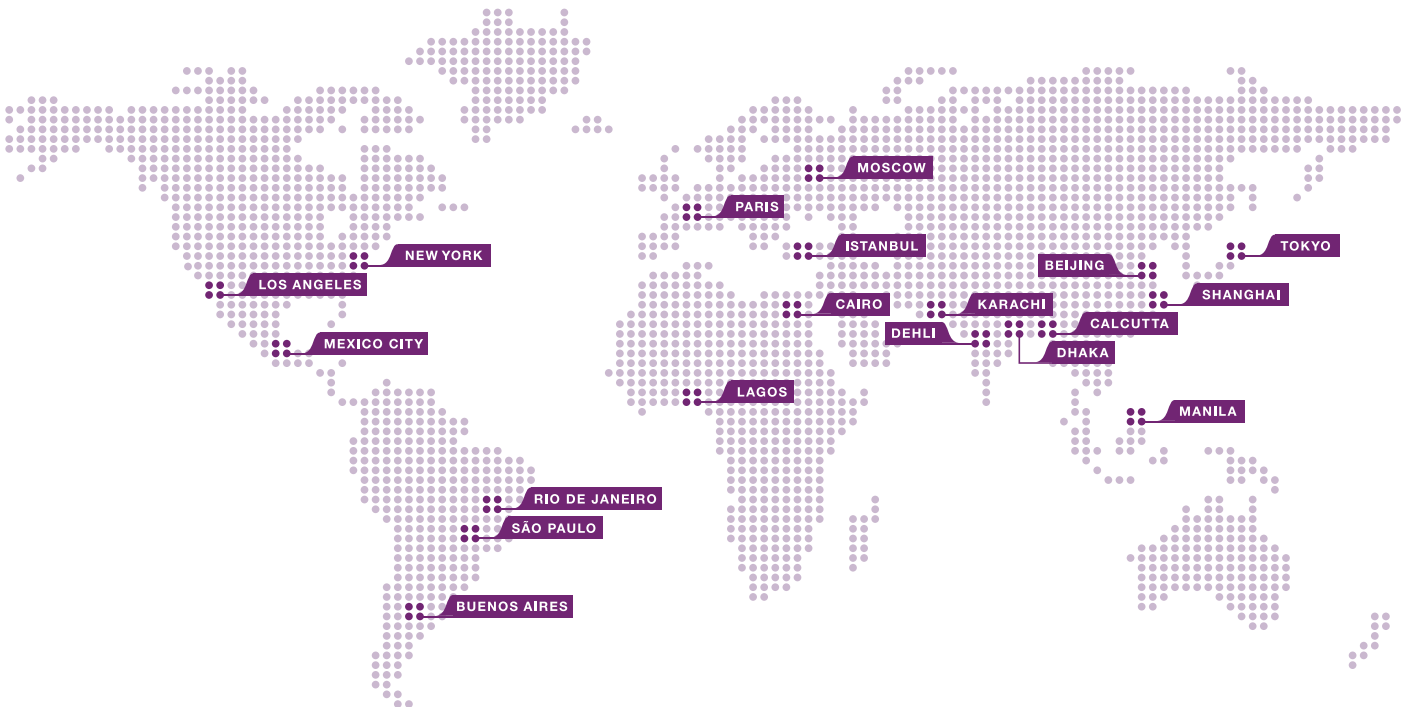 MOSCOW
PARIS
ISTANBUL
TOKYO
NEW YORK
BEIJING
LOS ANGELES
SHANGHAI
CAIRO
KARACHI
CALCUTTA
DEHLI
MEXICO CITY
DHAKA
LAGOS
MANILA
RIO DE JANEIRO
SÃO PAULO
BUENOS AIRES